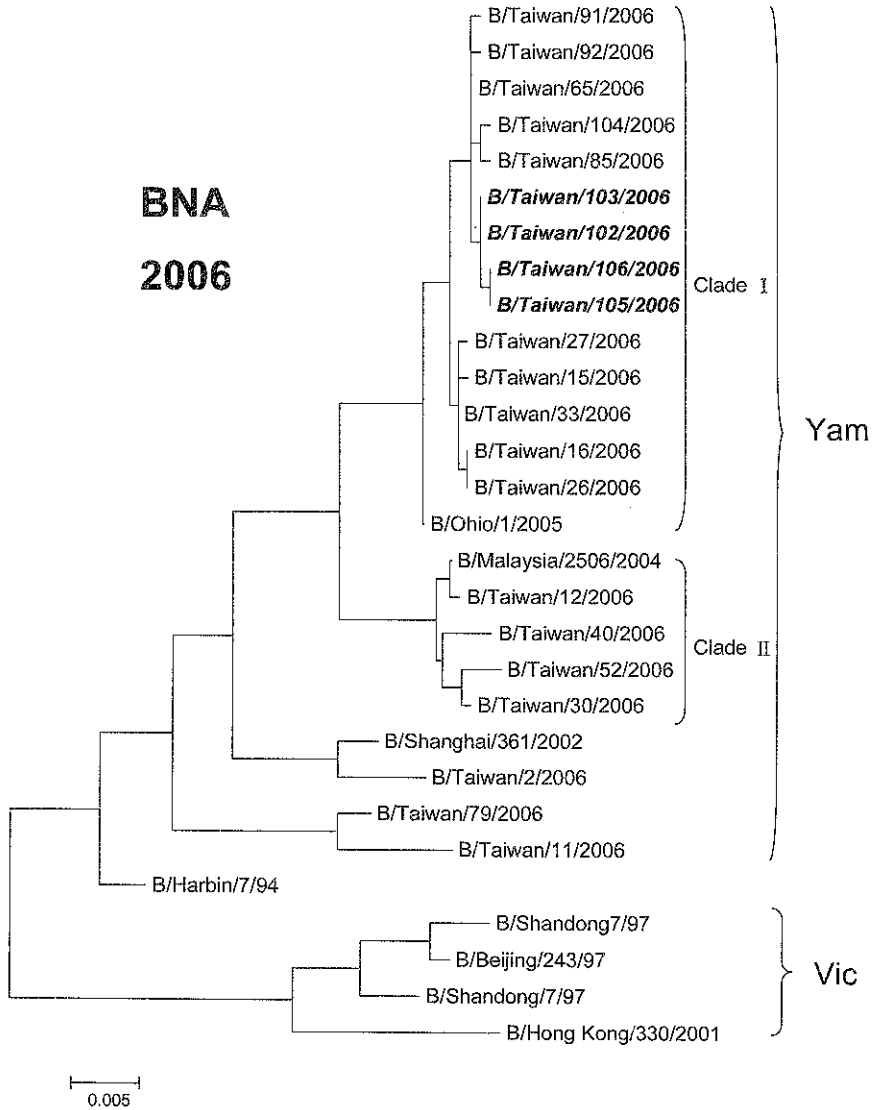 B/Taiwan/91/2006
B/Taiwan/92/2006
B/Taiwan/65/2006
B/Taiwan/104/2006
B/Taiwan/85/2006
B/Taiwan/103/2006
B/Taiwan/102/2006
B/Taiwan/106/2006
B/Taiwan/105/2006
B/Taiwan/27/2006
B/Taiwan/15/2006
B/Taiwan/33/2006
B/Taiwan/16/2006
B/Taiwan/26/2006
B/Ohio/1/2005
B/Malaysia/2506/2004
B/Taiwan/12/2006
B/Taiwan/40/2006
B/Taiwan/52/2006
B/Taiwan/30/2006
B/Shanghai/361/2002
B/Taiwan/2/2006
B/Taiwan/79/2006
B/Taiwan/11/2006
B/Harbin/7/94
B/Shandong7/97
B/Beijing/243/97
B/Shandong/7/97
B/Hong Kong/330/2001
BNA
2006
Clade I
Clade II
Yam
Vic
0.005